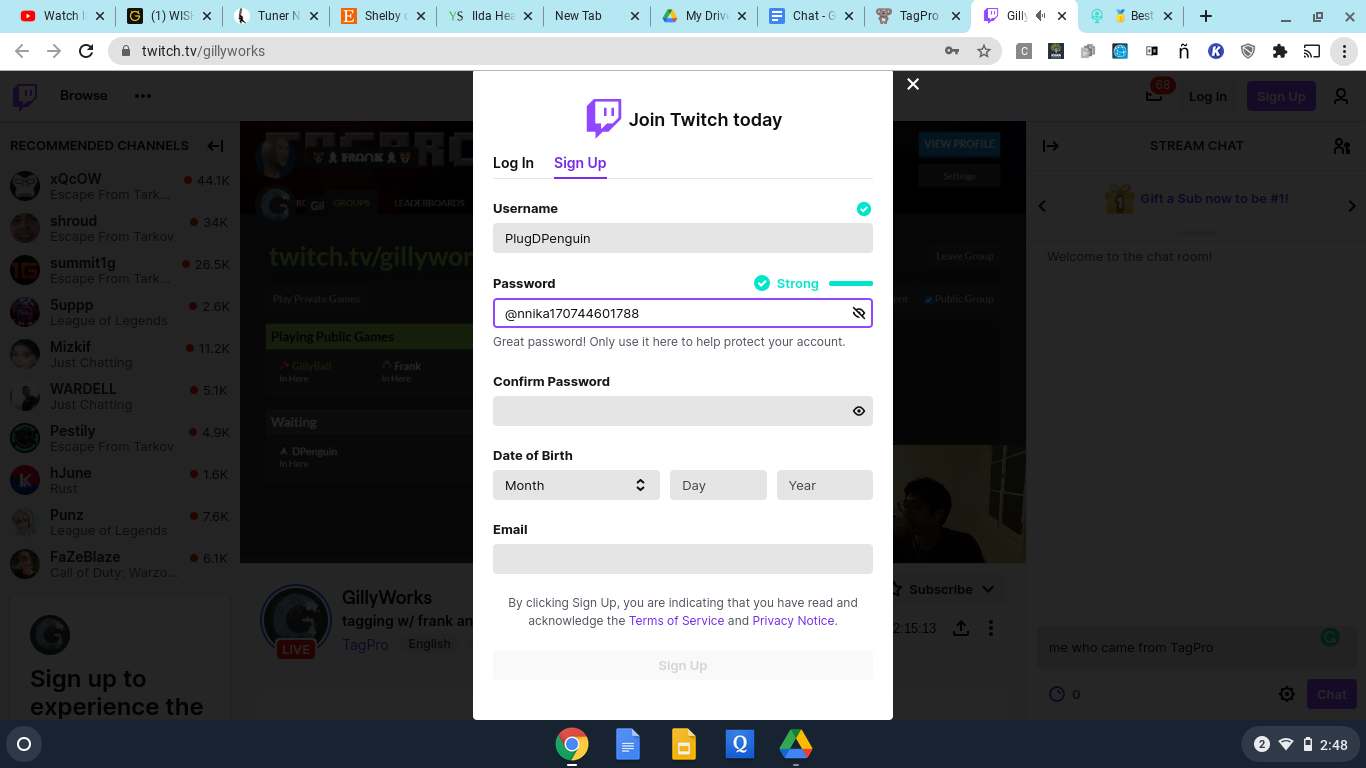 Watch
(1) WIS
Tuner N
Shelby
Ilda Hea
New Tab
My Driv
Chat - G
TagPro
Gilly
Best
twitch.tv/gillyworks
Browse
68
Log In
Sign Up
RECOMMENDED CHANNELS
xQcOW
44.1K
Escape From Tark...
shroud
34K
Escape From Tarkov
summit1g
26.5K
Escape From Tarkov
5uppp
2.6K
League of Legends
Mizkif
11.2K
Just Chatting
WARDELL
5.1K
Just Chatting
Pestily
4.9K
Escape From Tarkov
hJune
1.6K
Rust
Punz
7.6K
League of Legends
FaZeBlaze
6.1K
Call of Duty: Warzo...
Sign up to
experience the
FRANK
Gil
GROUPS
LEADERBOARDS
twitch.tv/gillywor
Play Private Games
Playing Public Games
GillyBall
In Here
Frank
In Here
Waiting
DPenguin
In Here
VIEW PROFILE
Settings
Leave Group
Public Group
Join Twitch today
Log In
Sign Up
Username
PlugDPenguin
Password
Strong
@nnika170744601788
Great password! Only use it here to help protect your account.
Confirm Password
Date of Birth
Month
Day
Year
Email
By clicking Sign Up, you are indicating that you have read and
acknowledge the Terms of Service and Privacy Notice.
Sign Up
GillyWorks
tagging w/ frank an
TagPro
English
LIVE
Subscribe
2:15:13
STREAM CHAT
Gift a Sub now to be #1!
Welcome to the chat room!
me who came from TagPro
0
Chat
2
2:48